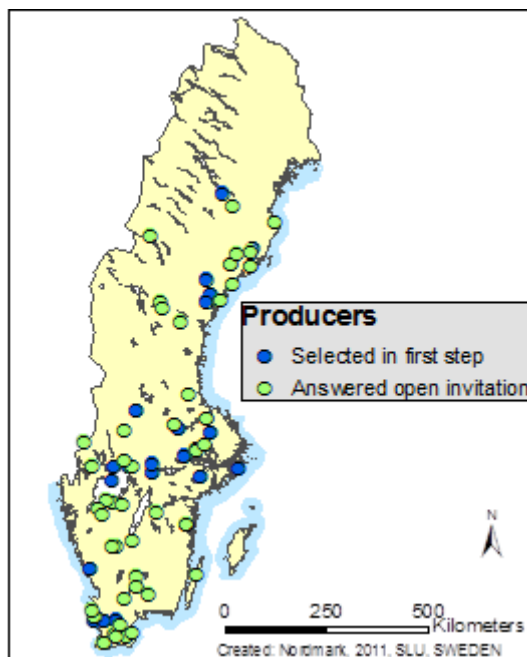 Producers
Selected in first step
Answered open invitation
N
0 250 500
Kilometers
Created: Nordmark, 2011, SLU, SWEDEN